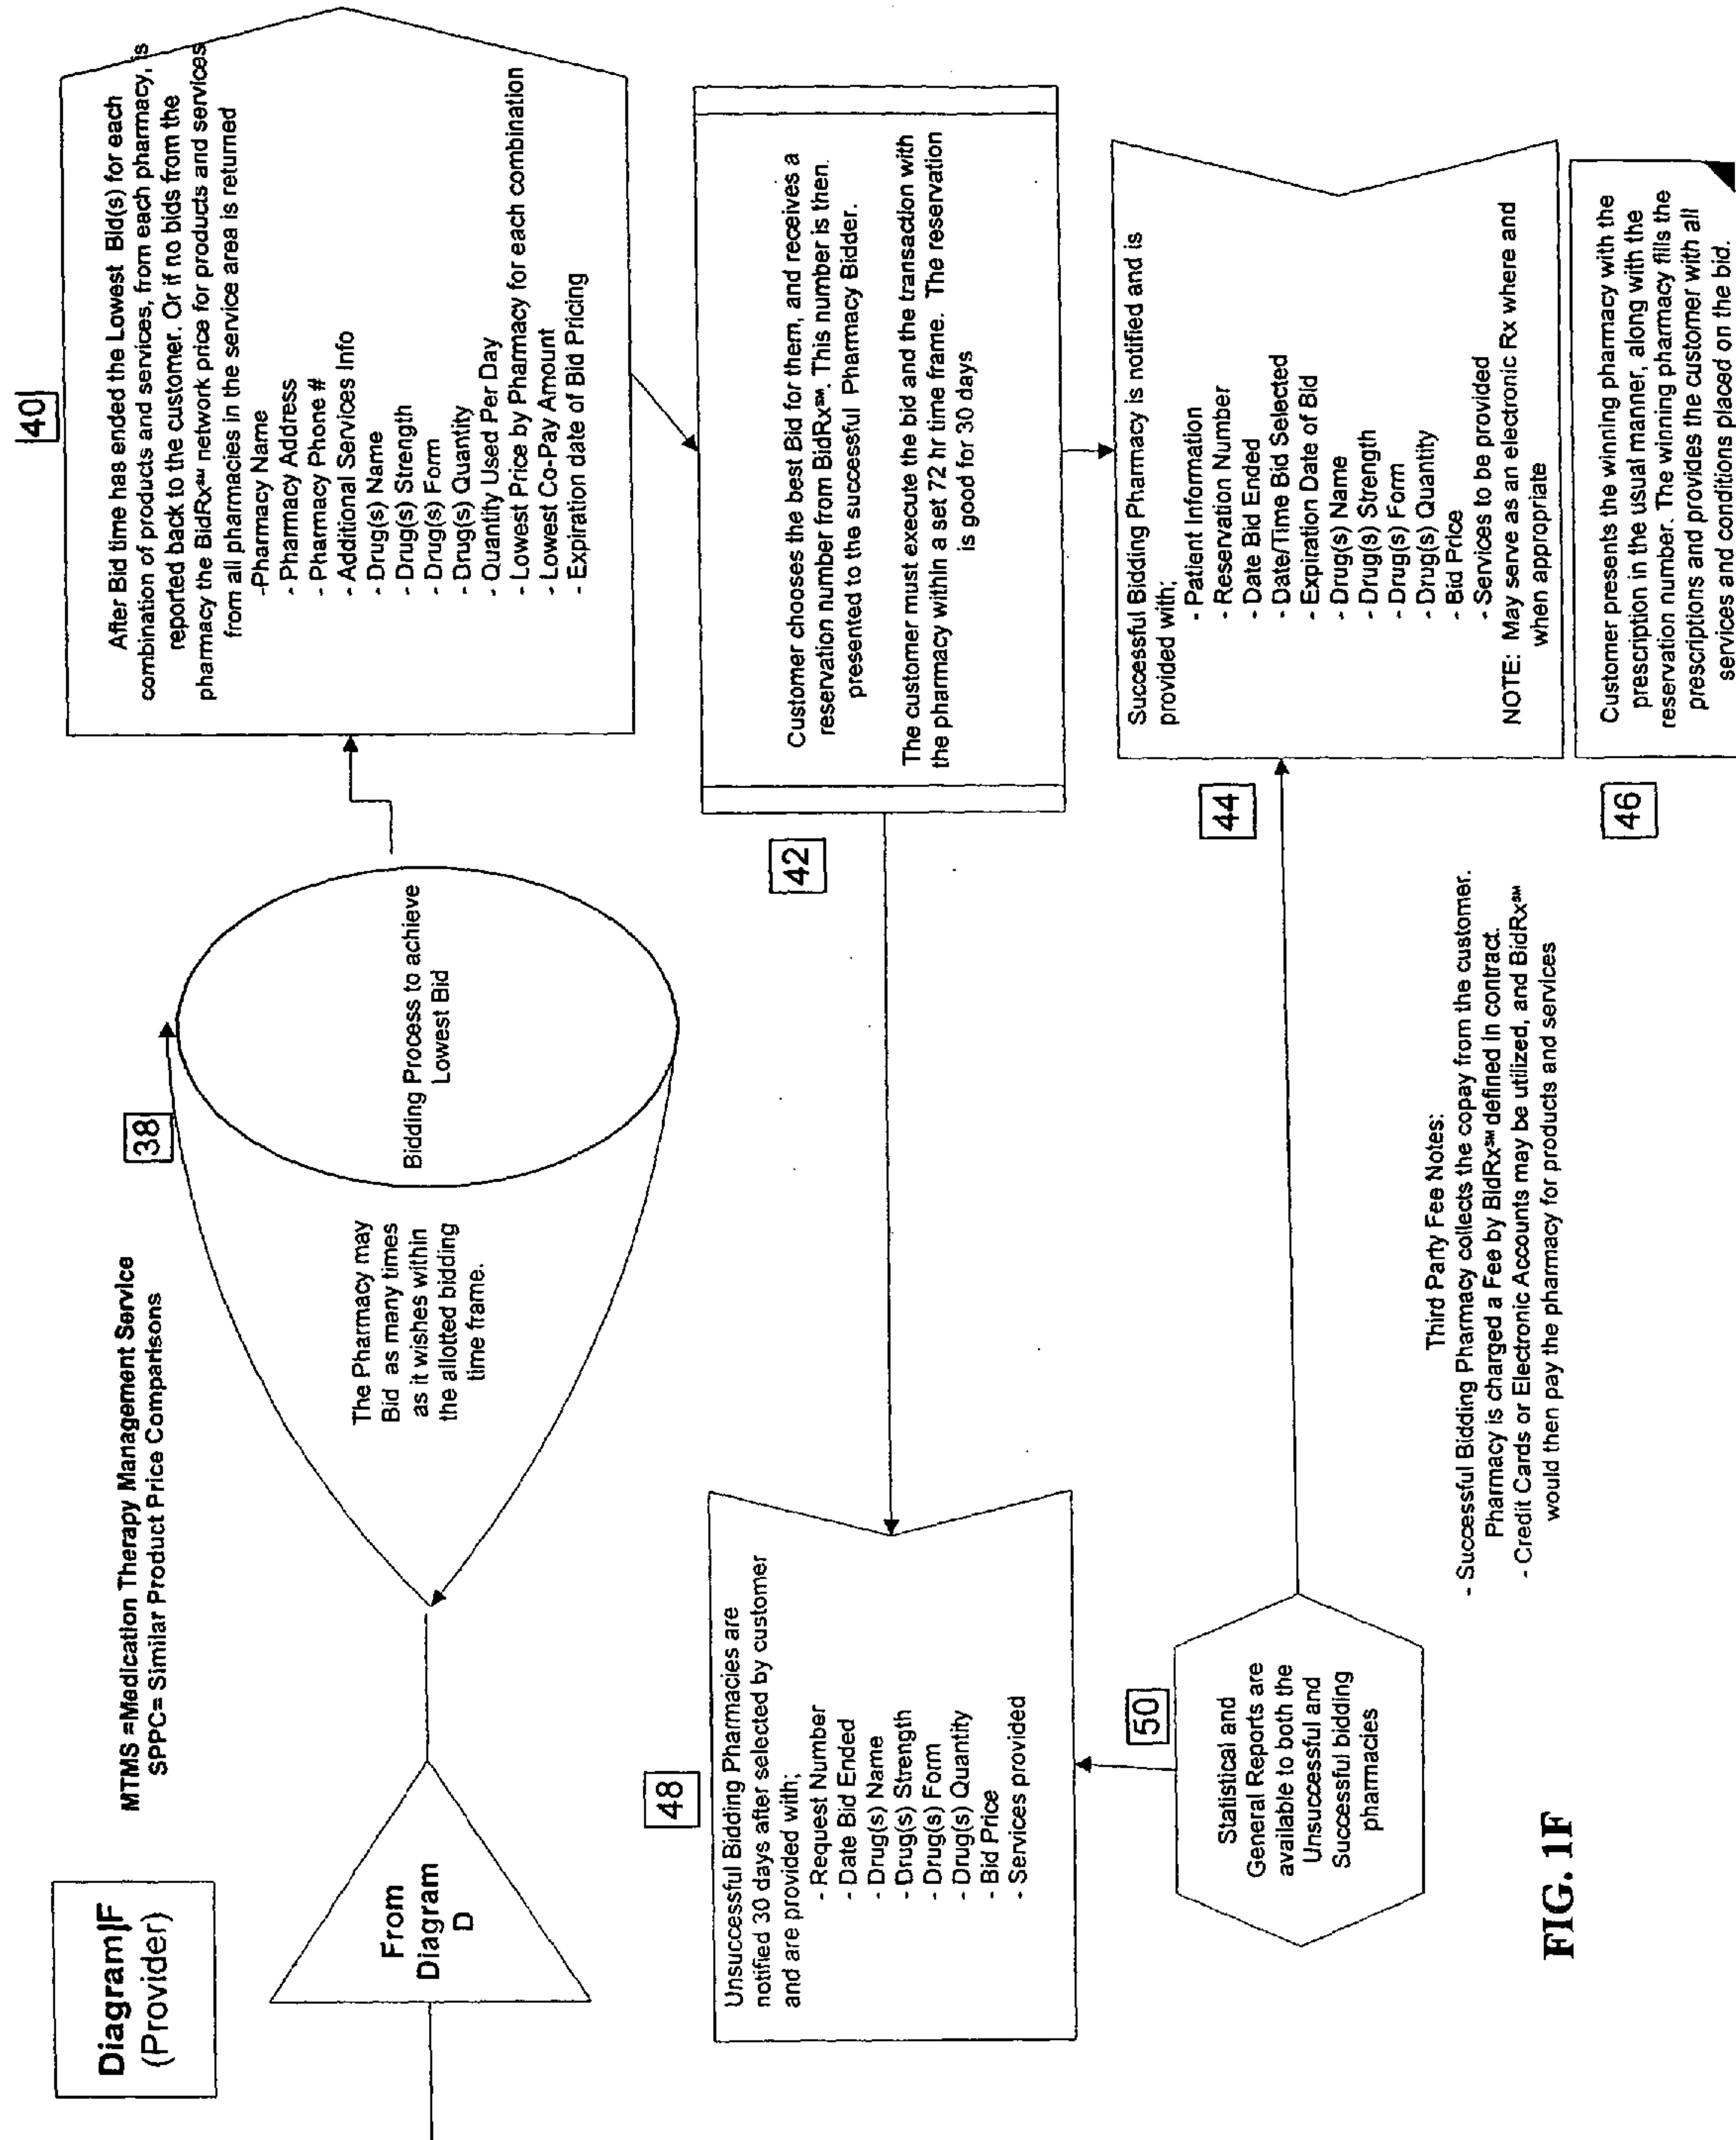 Diagram F
(Provider)
MTMS =Medication Therapy Management Service
SPPC= Similar Product Price Comparisons
From
Diagram
D
38
The Pharmacy may
Bid as many times
as it wishes within
the allotted bidding
time frame.
Bidding Process to achieve
Lowest Bid
40
After Bid time has ended the Lowest Bid(s) for each
combination of products and services, from each pharmacy, is
reported back to the customer. Or if no bids from the
pharmacy the BidRx℠ network price for products and services
from all pharmacies in the service area is returned
-Pharmacy Name
- Pharmacy Address
- Pharmacy Phone #
- Additional Services Info
- Drug(s) Name
- Drug(s) Strength
- Drug(s) Form
- Drug(s) Quantity
- Quantity Used Per Day
- Lowest Price by Pharmacy for each combination
- Lowest Co-Pay Amount
- Expiration date of Bid Pricing
42
Customer chooses the best Bid for them, and receives a
reservation number from BidRx℠. This number is then
presented to the successful Pharmacy Bidder.
The customer must execute the bid and the transaction with
the pharmacy within a set 72 hr time frame. The reservation
is good for 30 days
48
Unsuccessful Bidding Pharmacies are
notified 30 days after selected by customer
and are provided with;
- Request Number
- Date Bid Ended
- Drug(s) Name
- Drug(s) Strength
- Drug(s) Form
- Drug(s) Quantity
- Bid Price
- Services provided
44
Successful Bidding Pharmacy is notified and is
provided with;
- Patient Information
- Reservation Number
- Date Bid Ended
- Date/Time Bid Selected
- Expiration Date of Bid
- Drug(s) Name
- Drug(s) Strength
- Drug(s) Form
- Drug(s) Quantity
- Bid Price
- Services to be provided
NOTE: May serve as an electronic Rx where and
when appropriate
50
Statistical and
General Reports are
available to both the
Unsuccessful and
Successful bidding
pharmacies
Third Party Fee Notes:
- Successful Bidding Pharmacy collects the copay from the customer.
Pharmacy is charged a Fee by BidRx℠ defined in contract.
- Credit Cards or Electronic Accounts may be utilized, and BidRx℠
would then pay the pharmacy for products and services
46
Customer presents the winning pharmacy with the
prescription in the usual manner, along with the
reservation number. The winning pharmacy fills the
prescriptions and provides the customer with all
services and conditions placed on the bid.
FIG. 1F